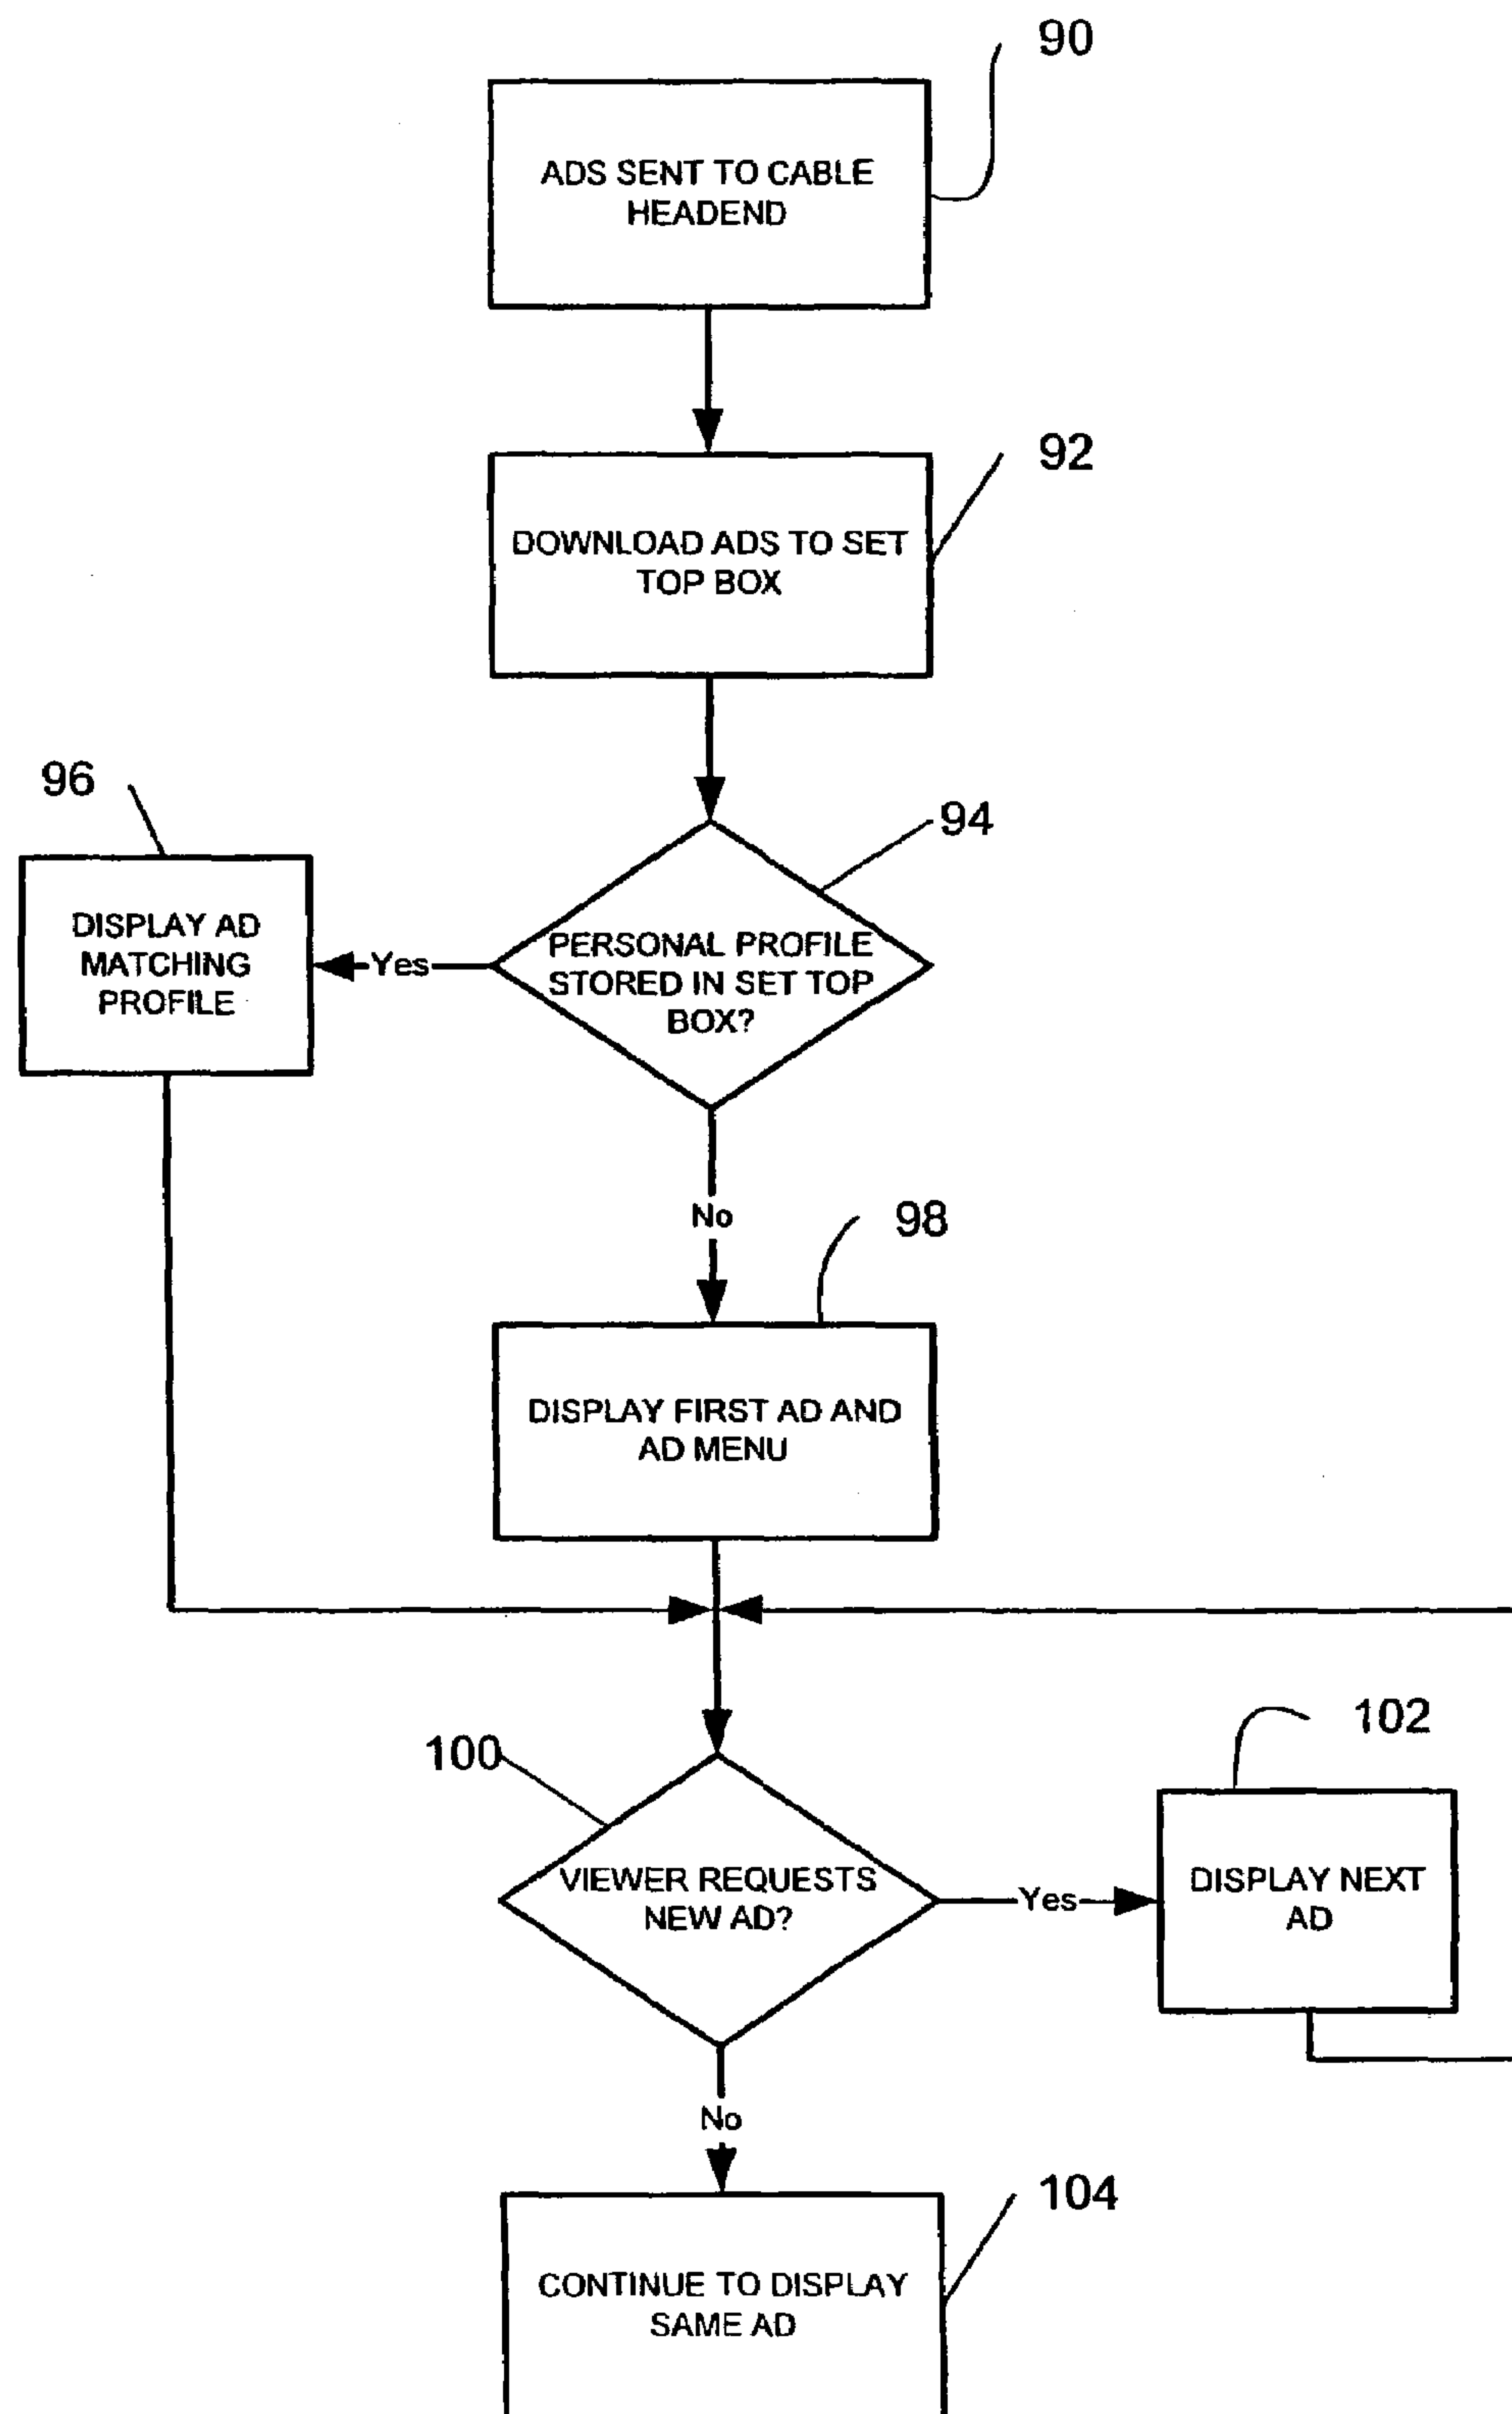 90
ADS SENT TO CABLE
HEADEND
92
DOWNLOAD ADS TO SET
TOP BOX
96
94
DISPLAY AD
MATCHING
PROFILE
Yes
PERSONAL PROFILE
STORED IN SET TOP
BOX?
No
98
DISPLAY FIRST AD AND
AD MENU
102
100
VIEWER REQUESTS
NEW AD?
Yes
DISPLAY NEXT
AD
No
104
CONTINUE TO DISPLAY
SAME AD